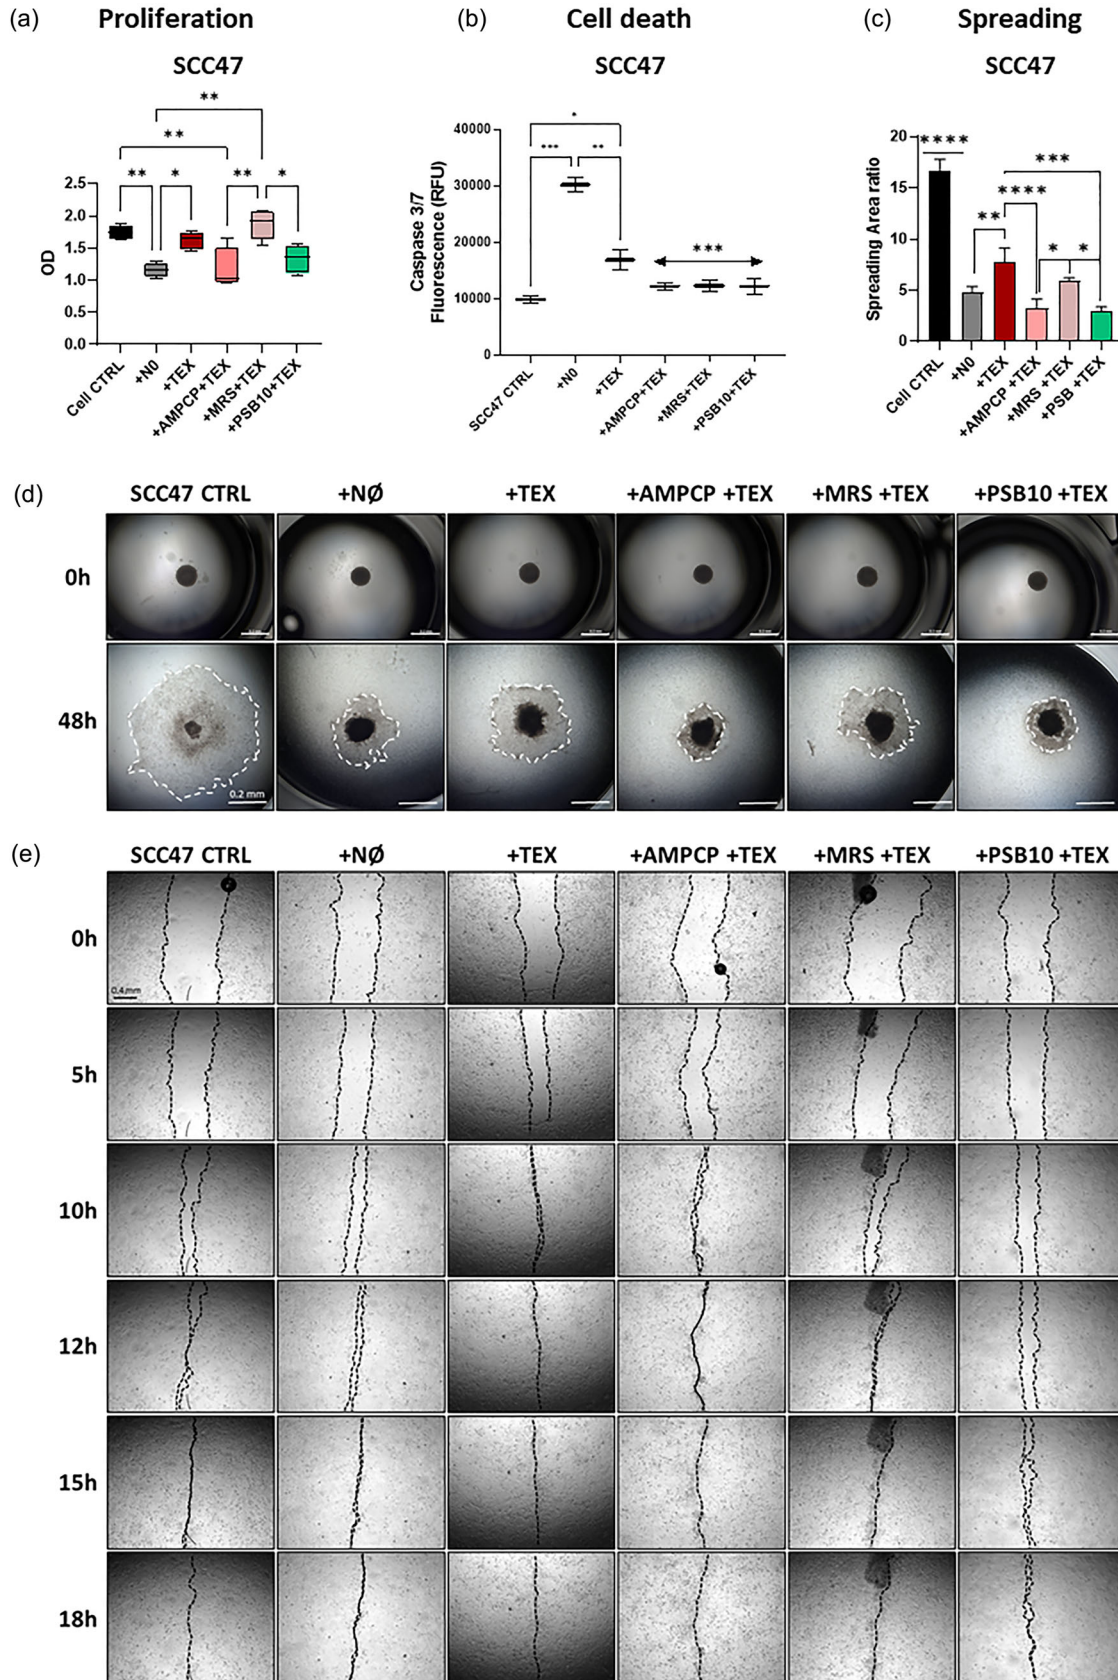 (a) Proliferation
SCC47
**
**
** * ** *
OD
2.5
2.0
1.5
1.0
0.5
0.0
Cell CTRL
+N0
+TEX
+AMPCP+TEX
+MRS+TEX
+PSB10+TEX
(b) Cell death
SCC47
*
*** **
***
Caspase 3/7
Fluorescence (RFU)
40000
30000
20000
10000
0
SCC47 CTRL
+N0
+TEX
+AMPCP+TEX
+MRS+TEX
+PSB10+TEX
(c) Spreading
SCC47
****
***
****
**
* *
Spreading Area ratio
20
15
10
5
0
Cell CTRL
+N0
+TEX
+AMPCP +TEX
+MRS +TEX
+PSB +TEX
(d) SCC47 CTRL +NØ +TEX +AMPCP +TEX +MRS +TEX +PSB10 +TEX
0h
48h
0.2 mm
(e) SCC47 CTRL +NØ +TEX +AMPCP +TEX +MRS +TEX +PSB10 +TEX
0h
0.4 mm
5h
10h
12h
15h
18h